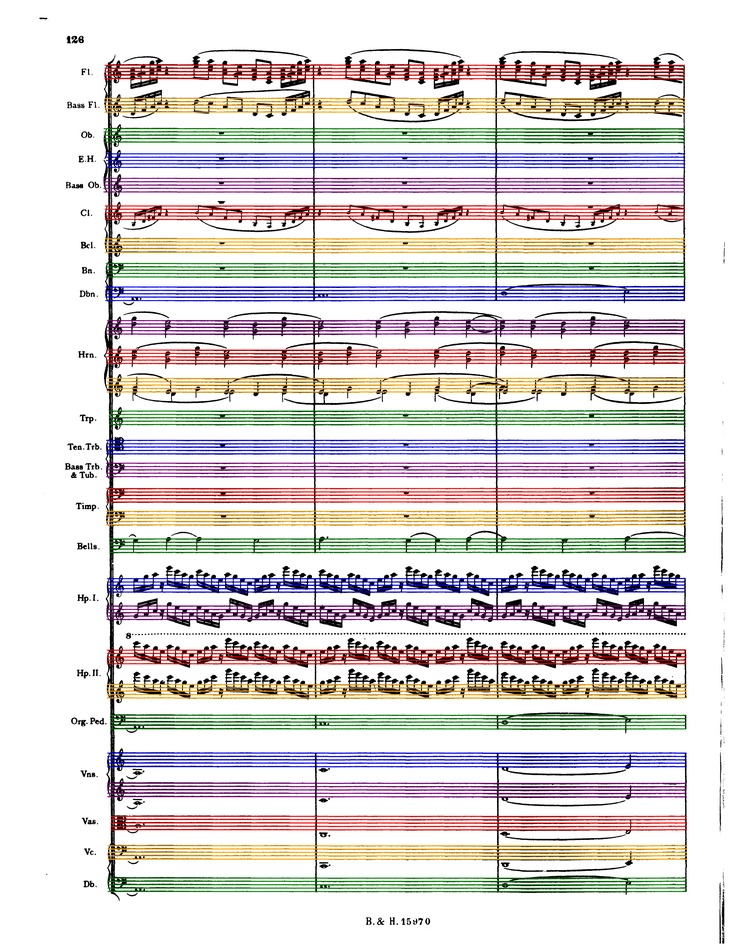 126
Fl.
Bass Fl.
Ob.
E.H.
Bass Ob.
Cl.
Bcl.
Bn.
Dbn.
Hrn.
Trp.
Ten. Trb.
Bass Trb.
& Tub.
Timp.
Bells.
Hp. I.
8
Hp. II.
Org. Ped.
Vns.
Vas.
Vc.
Db.
B. & H. 15970